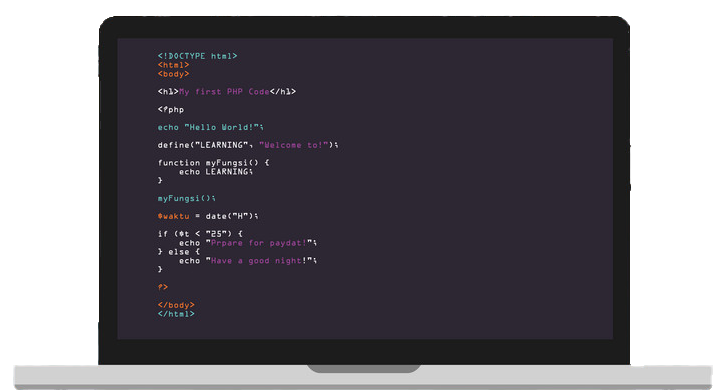 <!DOCTYPE html>
<html>
<body>
<h1>My first PHP Code</h1>
<?php
echo "Hello World!";
define("LEARNING", "Welcome to!");
function myFungsi() {
echo LEARNING;
}
myFungsi();
$waktu = date("H");
if ($t < "25") {
echo "Prpare for paydat!";
} else {
echo "Have a good night!";
}
?>
</body>
</html>